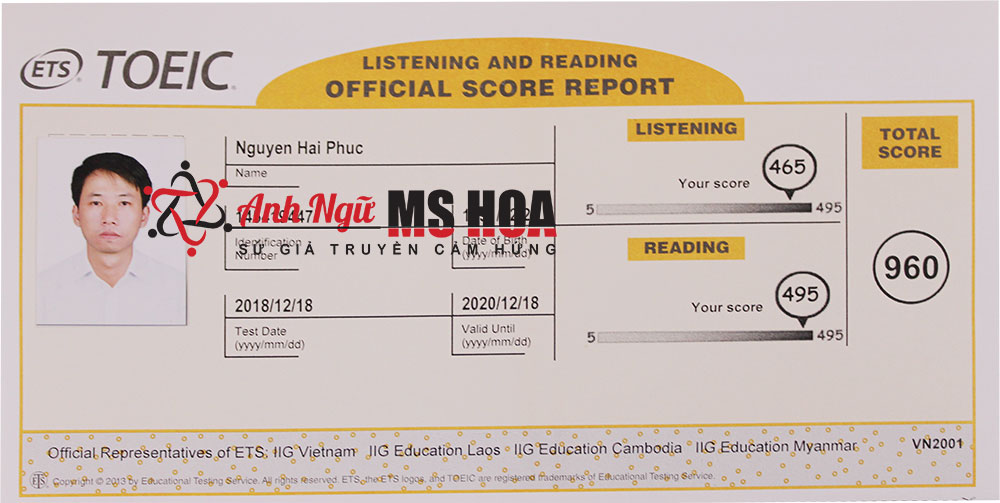 ETS TOEIC
LISTENING AND READING
OFFICIAL SCORE REPORT
Nguyen Hai Phuc
Name
Anh Ngữ MS HOA
SỨ GIẢ TRUYỀN CẢM HỨNG
Identification
Number
Date of Birth
(yyyy/mm/dd)
2018/12/18
Test Date
(yyyy/mm/dd)
2020/12/18
Valid Until
(yyyy/mm/dd)
LISTENING
Your score
465
5
495
READING
Your score
495
5
495
TOTAL
SCORE
960
Official Representatives of ETS: IIG Vietnam IIG Education Laos IIG Education Cambodia IIG Education Myanmar
VN2001
Copyright © 2013 by Educational Testing Service. All rights reserved. ETS, the ETS logos, and TOEIC are registered trademarks of Educational Testing Service.